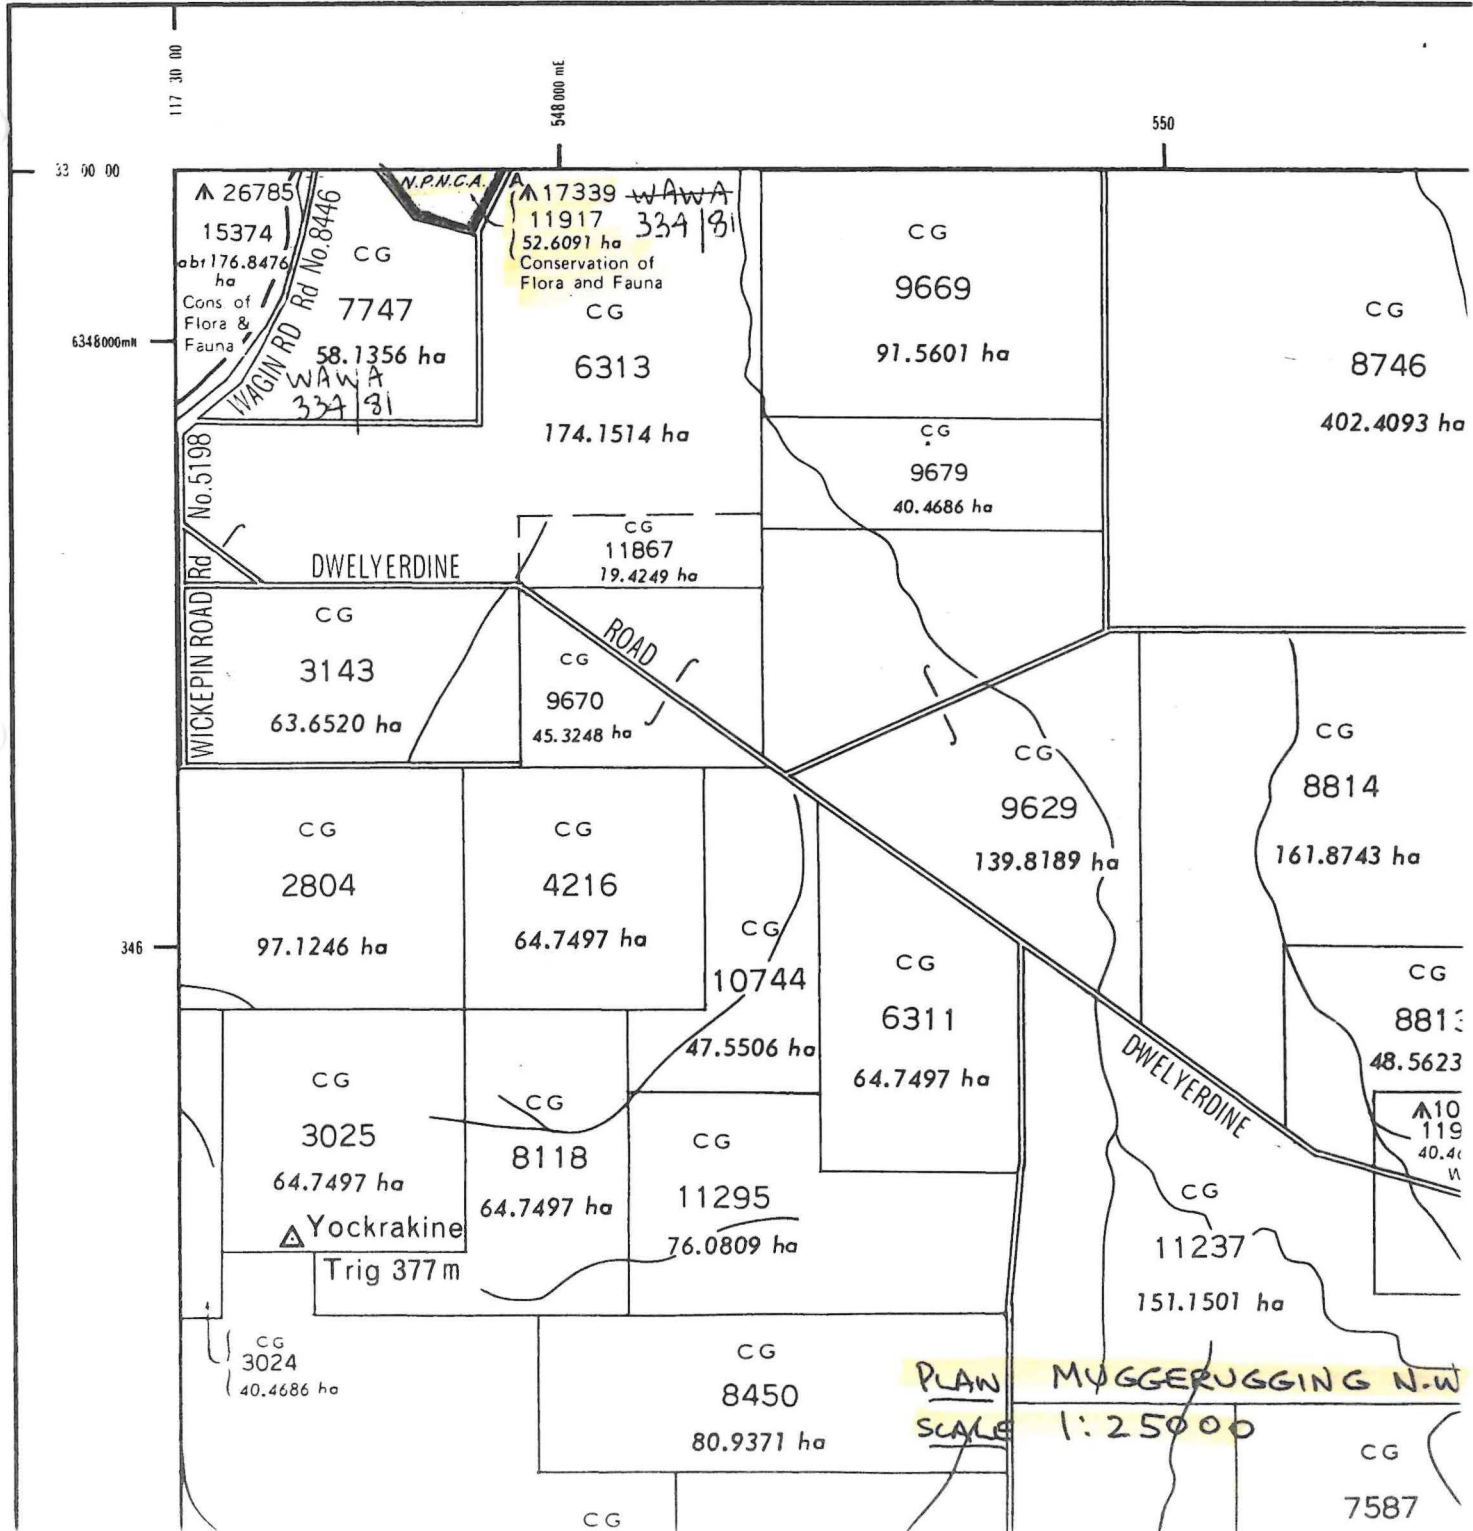 117 30 00
548000 mE
550
33 00 00
26785
15374
abt 176.8476
ha
Cons. of
Flora &
Fauna
WAGIN RD Rd No.8446
N.P.N.C.A.
A
17339
11917
52.6091 ha
Conservation of
Flora and Fauna
WAWA
334/81
CG
7747
58.1356 ha
WAWA
334/81
CG
6313
174.1514 ha
CG
9669
91.5601 ha
CG
8746
402.4093 ha
6348000mN
CG
9679
40.4686 ha
WICKEPIN ROAD Rd No.5198
CG
11867
19.4249 ha
DWELYERDINE
ROAD
CG
3143
63.6520 ha
CG
9670
45.3248 ha
CG
9629
139.8189 ha
CG
8814
161.8743 ha
CG
2804
97.1246 ha
CG
4216
64.7497 ha
346
CG
10744
47.5506 ha
CG
6311
64.7497 ha
CG
8813
48.5623
DWELYERDINE
10
119
CG
3025
64.7497 ha
Yockrakine
Trig 377 m
CG
8118
64.7497 ha
CG
11295
76.0809 ha
CG
11237
151.1501 ha
CG
3024
40.4686 ha
CG
8450
80.9371 ha
PLAN MUGGERUGGING N.W
SCALE 1:25000
CG
7587
CG